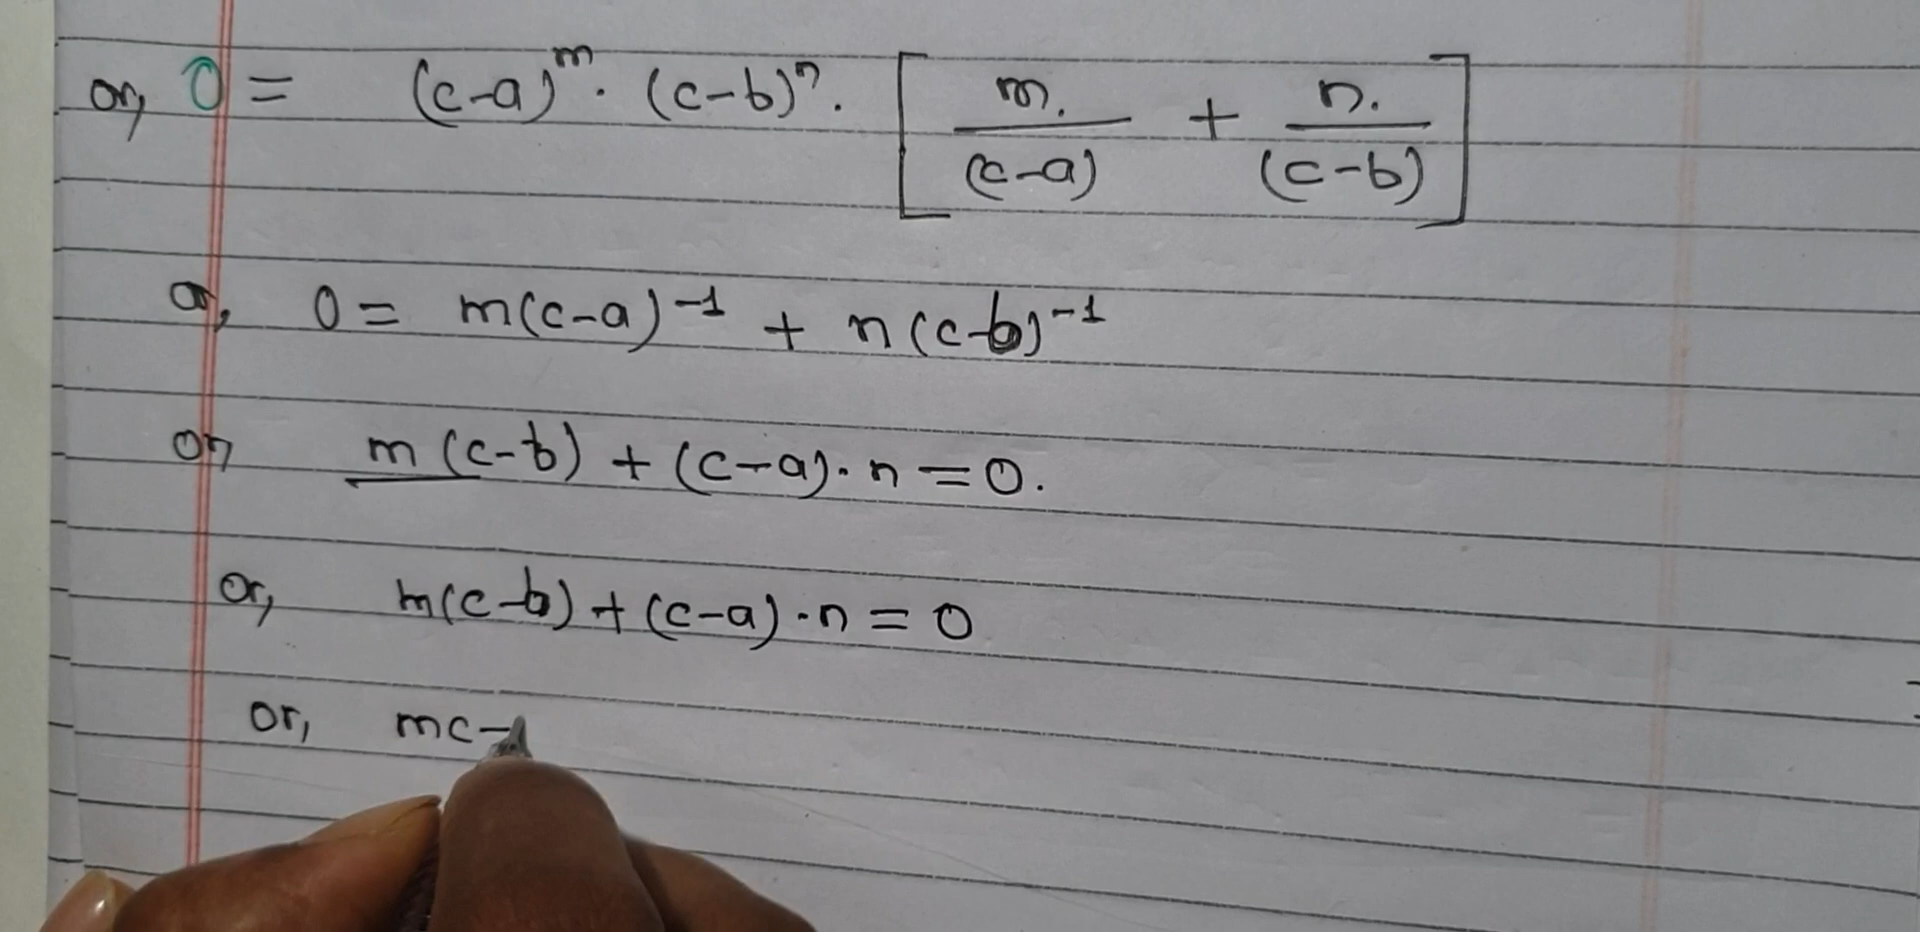 or, 0 = (c-a)^m . (c-b)^n . [ m. / (c-a) + n. / (c-b) ]
or, 0 = m(c-a)^-1 + n(c-b)^-1
or m(c-b) + (c-a). n = 0.
or, m(c-b) + (c-a) . n = 0
or, mc-